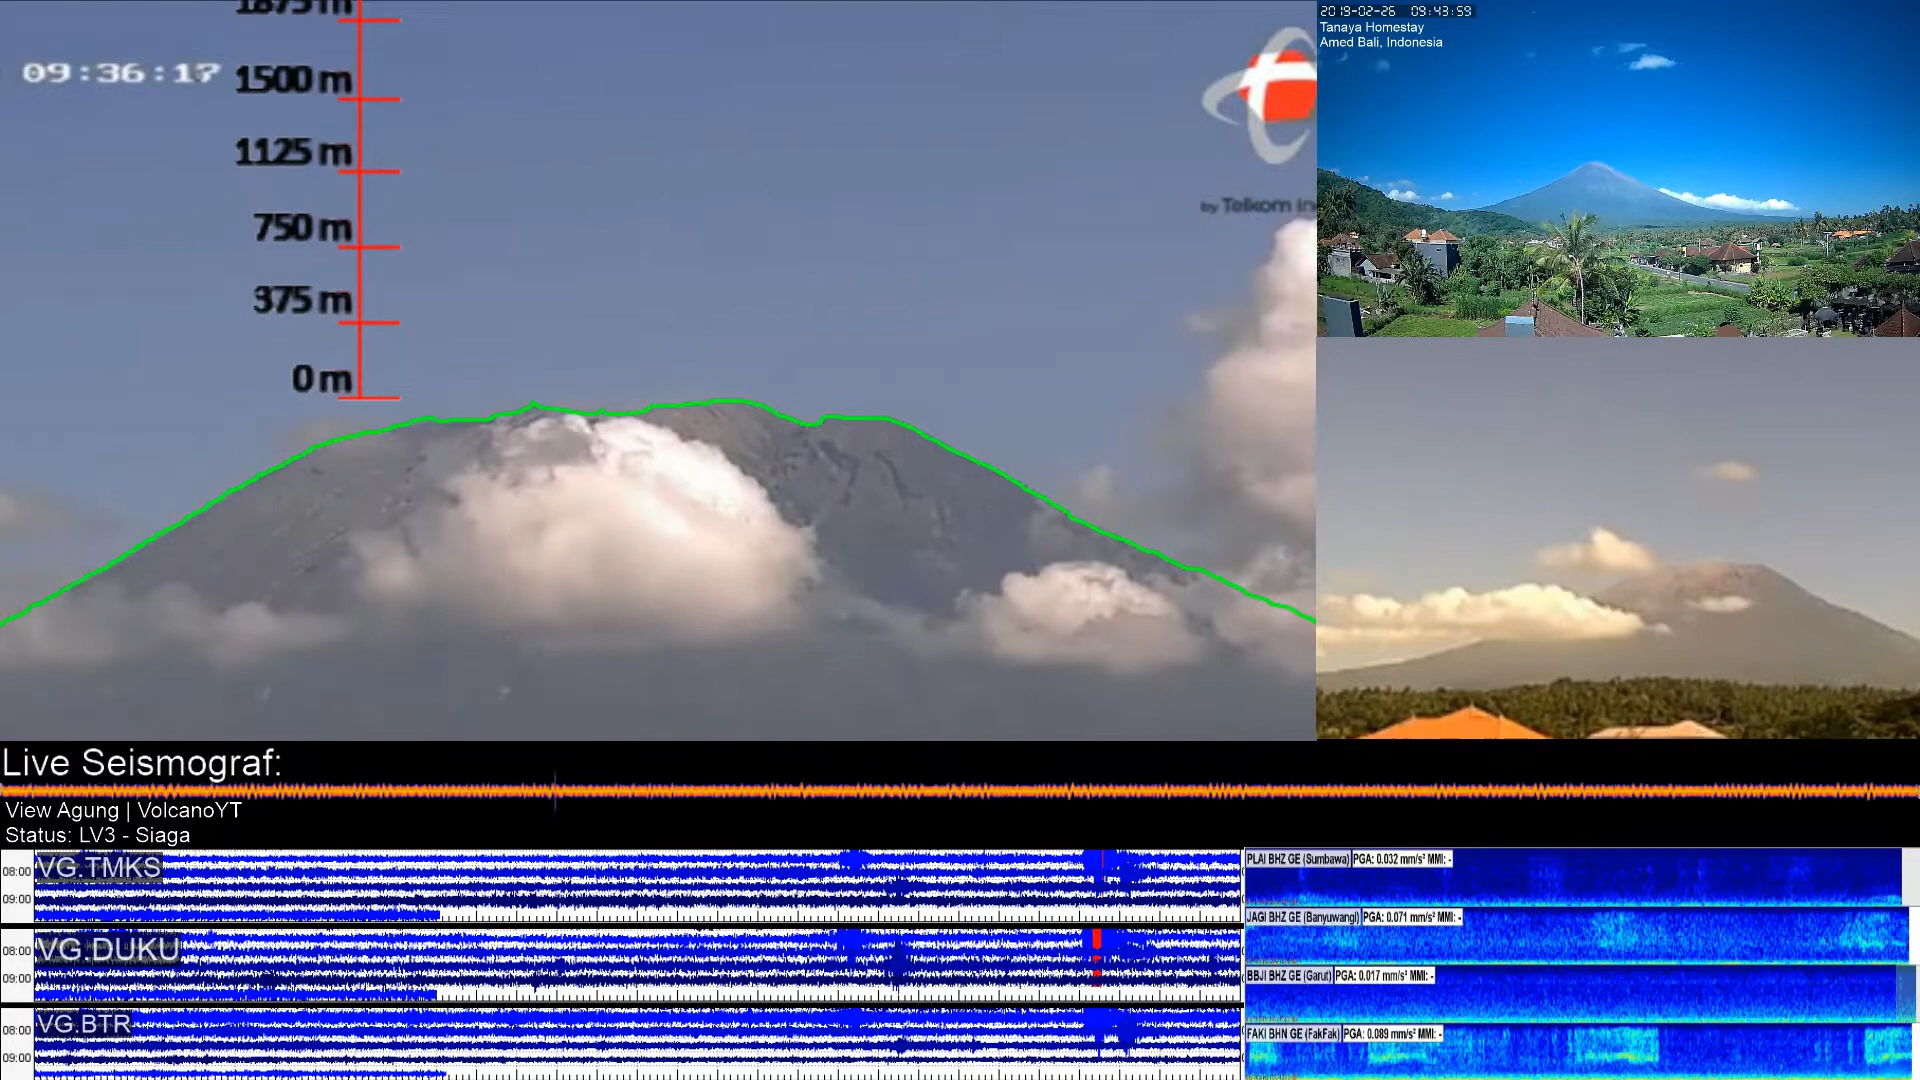 1875 m
09:36:17
1500 m
1125 m
750 m
375 m
0 m
by Telkom In
2019-02-26 09:43:59
Tanaya Homestay
Amed Bali, Indonesia
Live Seismograf:
View Agung | VolcanoYT
Status: LV3 - Siaga
VG.TMKS
08:00
09:00
VG.DUKU
08:00
09:00
VG.BTR
08:00
09:00
PLAI BHZ GE (Sumbawa) PGA: 0.032 mm/s² MMI: -
JAGI BHZ GE (Banyuwangi) PGA: 0.071 mm/s² MMI: -
BBJI BHZ GE (Garut) PGA: 0.017 mm/s² MMI: -
FAKI BHN GE (FakFak) PGA: 0.089 mm/s² MMI: -